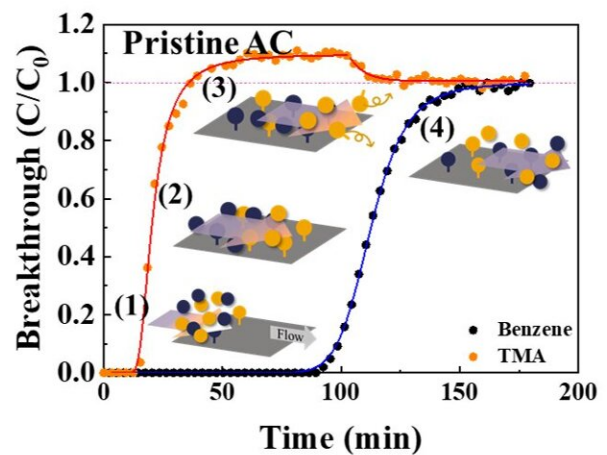 Pristine AC
Breakthrough (C/C0)
1.2
1.0
0.8
0.6
0.4
0.2
0.0
(1)
(2)
(3)
(4)
Flow
Benzene
TMA
0
50
100
150
200
Time (min)